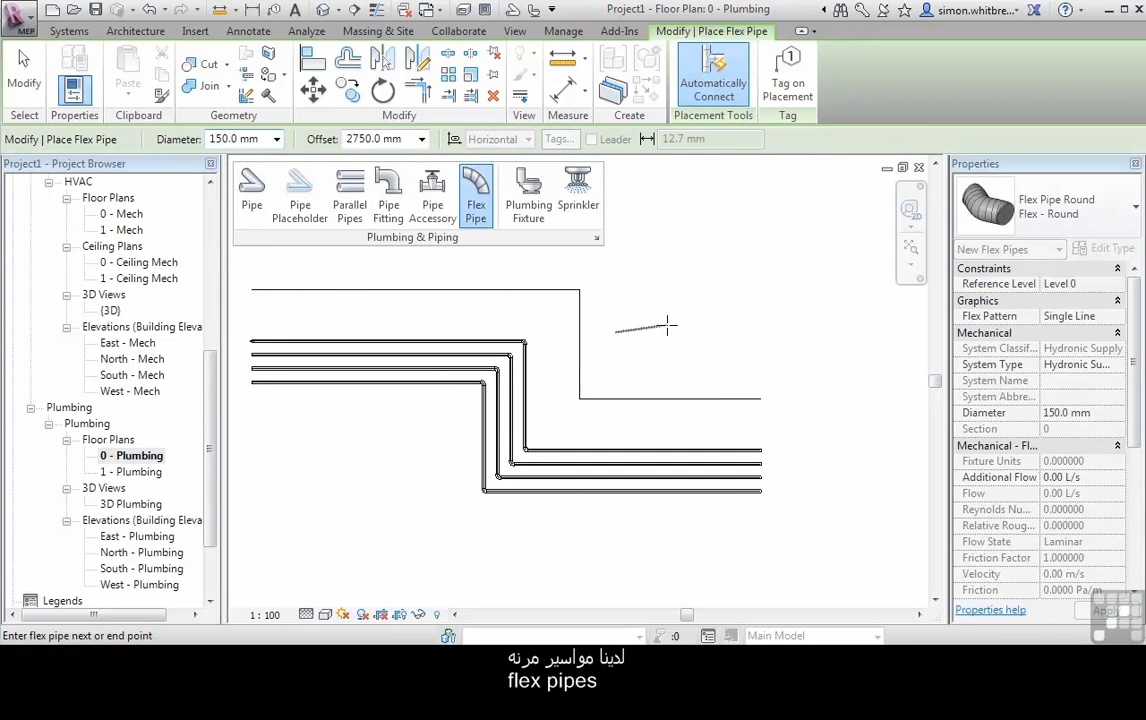 Project1 - Floor Plan: 0 - Plumbing
simon.whitbre...
MEP
Systems
Architecture
Insert
Annotate
Analyze
Massing & Site
Collaborate
View
Manage
Add-Ins
Modify | Place Flex Pipe
Modify
Cut
Join
Paste
Automatically
Connect
Tag on
Placement
Select
Properties
Clipboard
Geometry
Modify
View
Measure
Create
Placement Tools
Tag
Modify | Place Flex Pipe
Diameter: 150.0 mm
Offset: 2750.0 mm
Horizontal
Tags...
Leader
12.7 mm
Project1 - Project Browser
HVAC
Floor Plans
0 - Mech
1 - Mech
Ceiling Plans
0 - Ceiling Mech
1 - Ceiling Mech
3D Views
{3D}
Elevations (Building Eleva
East - Mech
North - Mech
South - Mech
West - Mech
Plumbing
Plumbing
Floor Plans
0 - Plumbing
1 - Plumbing
3D Views
3D Plumbing
Elevations (Building Eleva
East - Plumbing
North - Plumbing
South - Plumbing
West - Plumbing
Legends
Pipe
Pipe
Placeholder
Parallel
Pipes
Pipe
Fitting
Pipe
Accessory
Flex
Pipe
Plumbing
Fixture
Sprinkler
Plumbing & Piping
2D
Properties
Flex Pipe Round
Flex - Round
New Flex Pipes
Edit Type
Constraints
Reference Level Level 0
Graphics
Flex Pattern Single Line
Mechanical
System Classif... Hydronic Supply
System Type Hydronic Su...
System Name
System Abbre...
Diameter 150.0 mm
Section 0
Mechanical - Fl...
Fixture Units 0.000000
Additional Flow 0.00 L/s
Flow 0.00 L/s
Reynolds Nu... 0.000000
Relative Roug... 0.000000
Flow State Laminar
Friction Factor 1.000000
Velocity 0.00 m/s
Friction 0.0000 Pa/m
Properties help
Apply
1 : 100
Enter flex pipe next or end point
:0
Main Model
لدينا مواسير مرنه
flex pipes